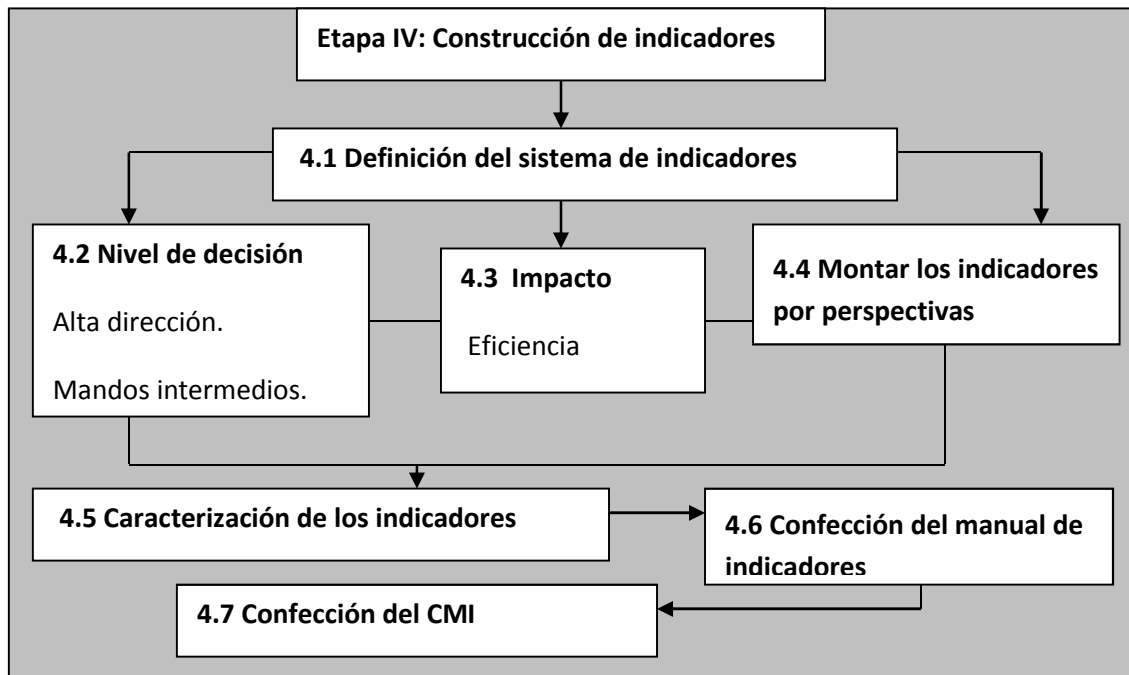 Etapa IV: Construcción de indicadores
4.1 Definición del sistema de indicadores
4.2 Nivel de decisión
Alta dirección.
Mandos intermedios.
4.3 Impacto
Eficiencia
4.4 Montar los indicadores
por perspectivas
4.5 Caracterización de los indicadores
4.6 Confección del manual de
indicadores
4.7 Confección del CMI